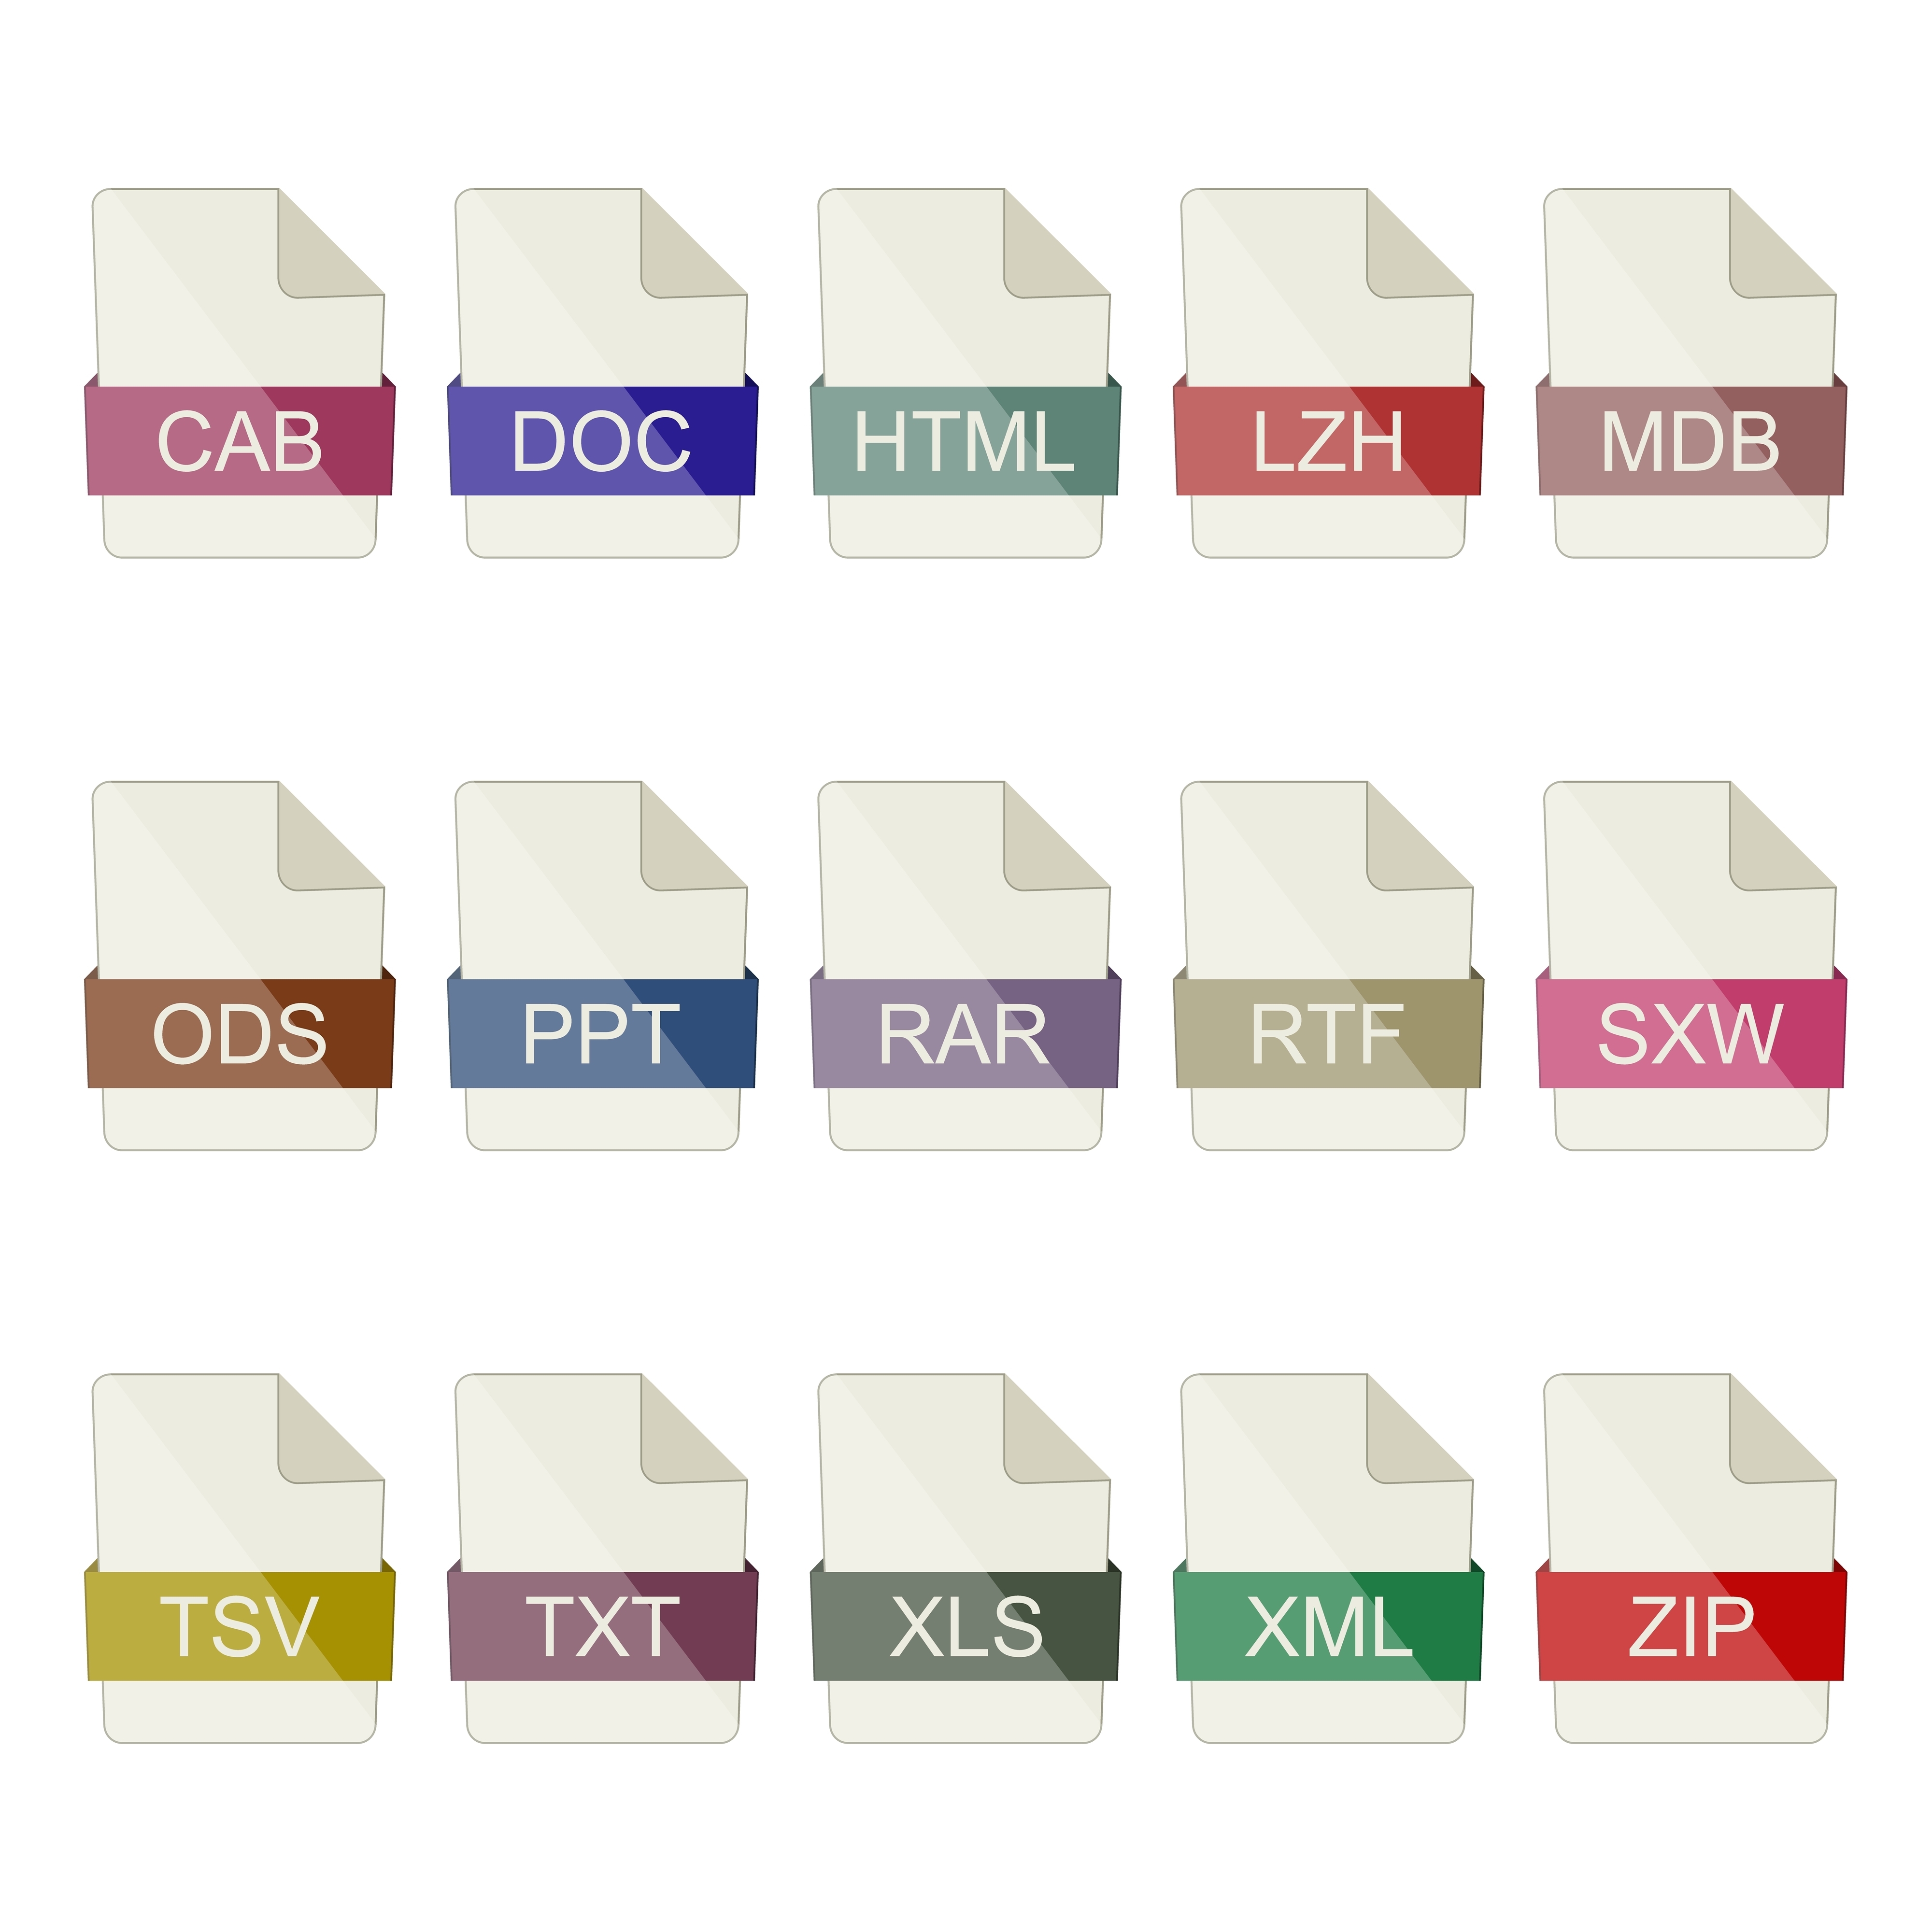 CAB DOC HTML LZH MDB
ODS PPT RAR RTF SXW
TSV TXT XLS XML ZIP